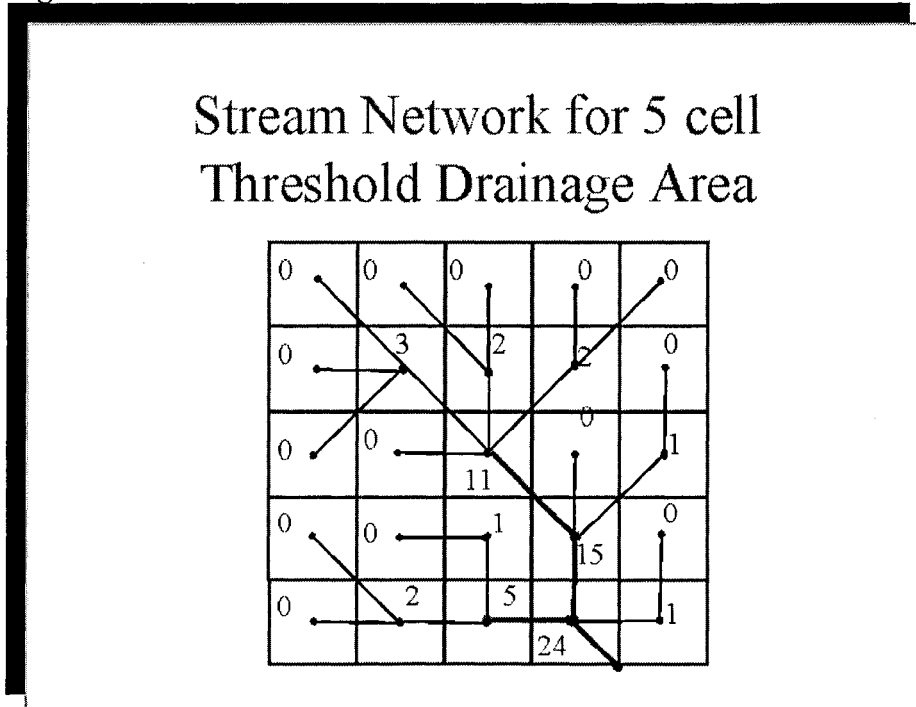 Stream Network for 5 cell
Threshold Drainage Area
0 0 0 0 0
0 3 2 2 0
0 0 11 0 1
0 0 1 15 0
0 2 5 24 1